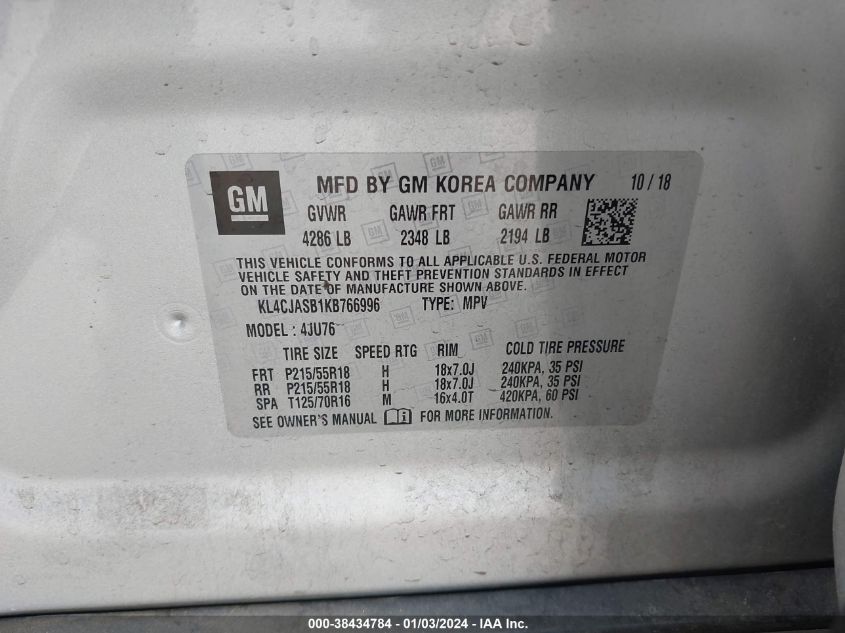 GM MFD BY GM KOREA COMPANY 10 / 18
GVWR GAWR FRT GAWR RR
4286 LB 2348 LB 2194 LB
THIS VEHICLE CONFORMS TO ALL APPLICABLE U.S. FEDERAL MOTOR
VEHICLE SAFETY AND THEFT PREVENTION STANDARDS IN EFFECT
ON THE DATE OF MANUFACTURE SHOWN ABOVE.
KL4CJASB1KB766996 TYPE: MPV
MODEL : 4JU76
TIRE SIZE SPEED RTG RIM COLD TIRE PRESSURE
FRT P215/55R18 H 18x7.0J 240KPA, 35 PSI
RR P215/55R18 H 18x7.0J 240KPA, 35 PSI
SPA T125/70R16 M 16x4.0T 420KPA, 60 PSI
SEE OWNER'S MANUAL FOR MORE INFORMATION.
000-38434784 - 01/03/2024 - IAA Inc.